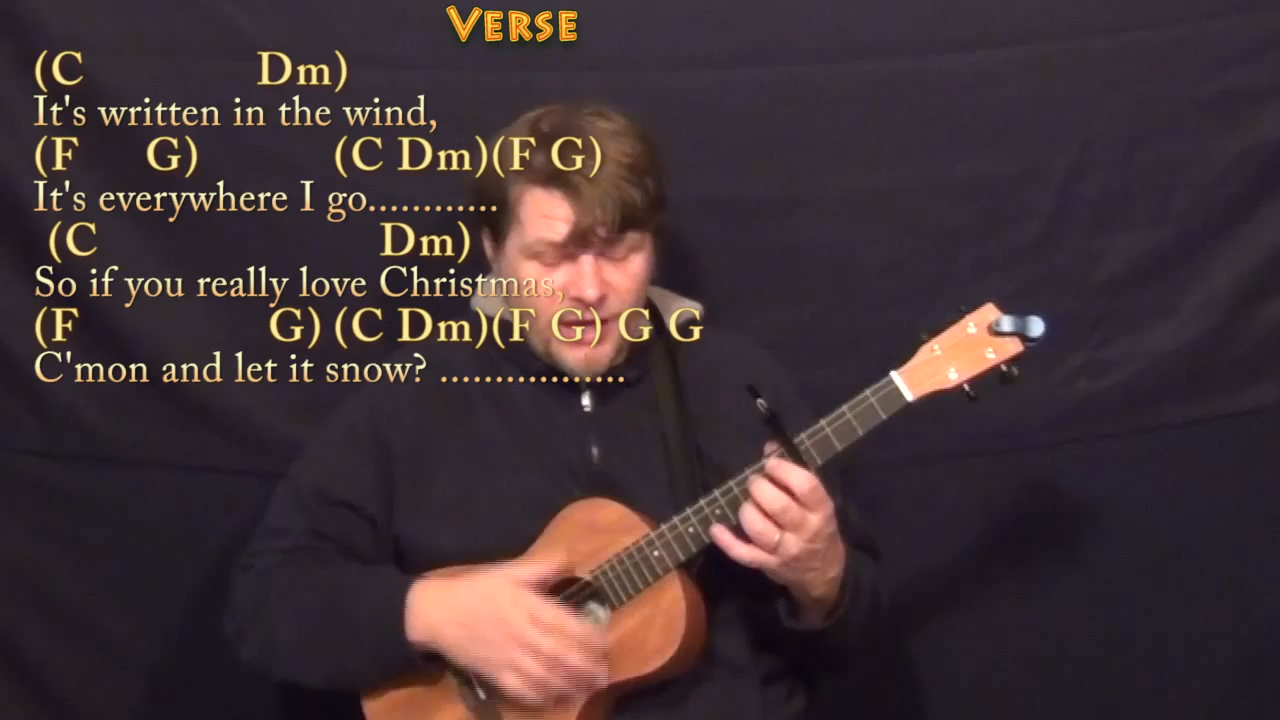 VERSE
(C Dm)
It's written in the wind,
(F G) (C Dm)(F G)
It's everywhere I go............
(C Dm)
So if you really love Christmas,
(F G) (C Dm)(F G) G G
C'mon and let it snow? .................